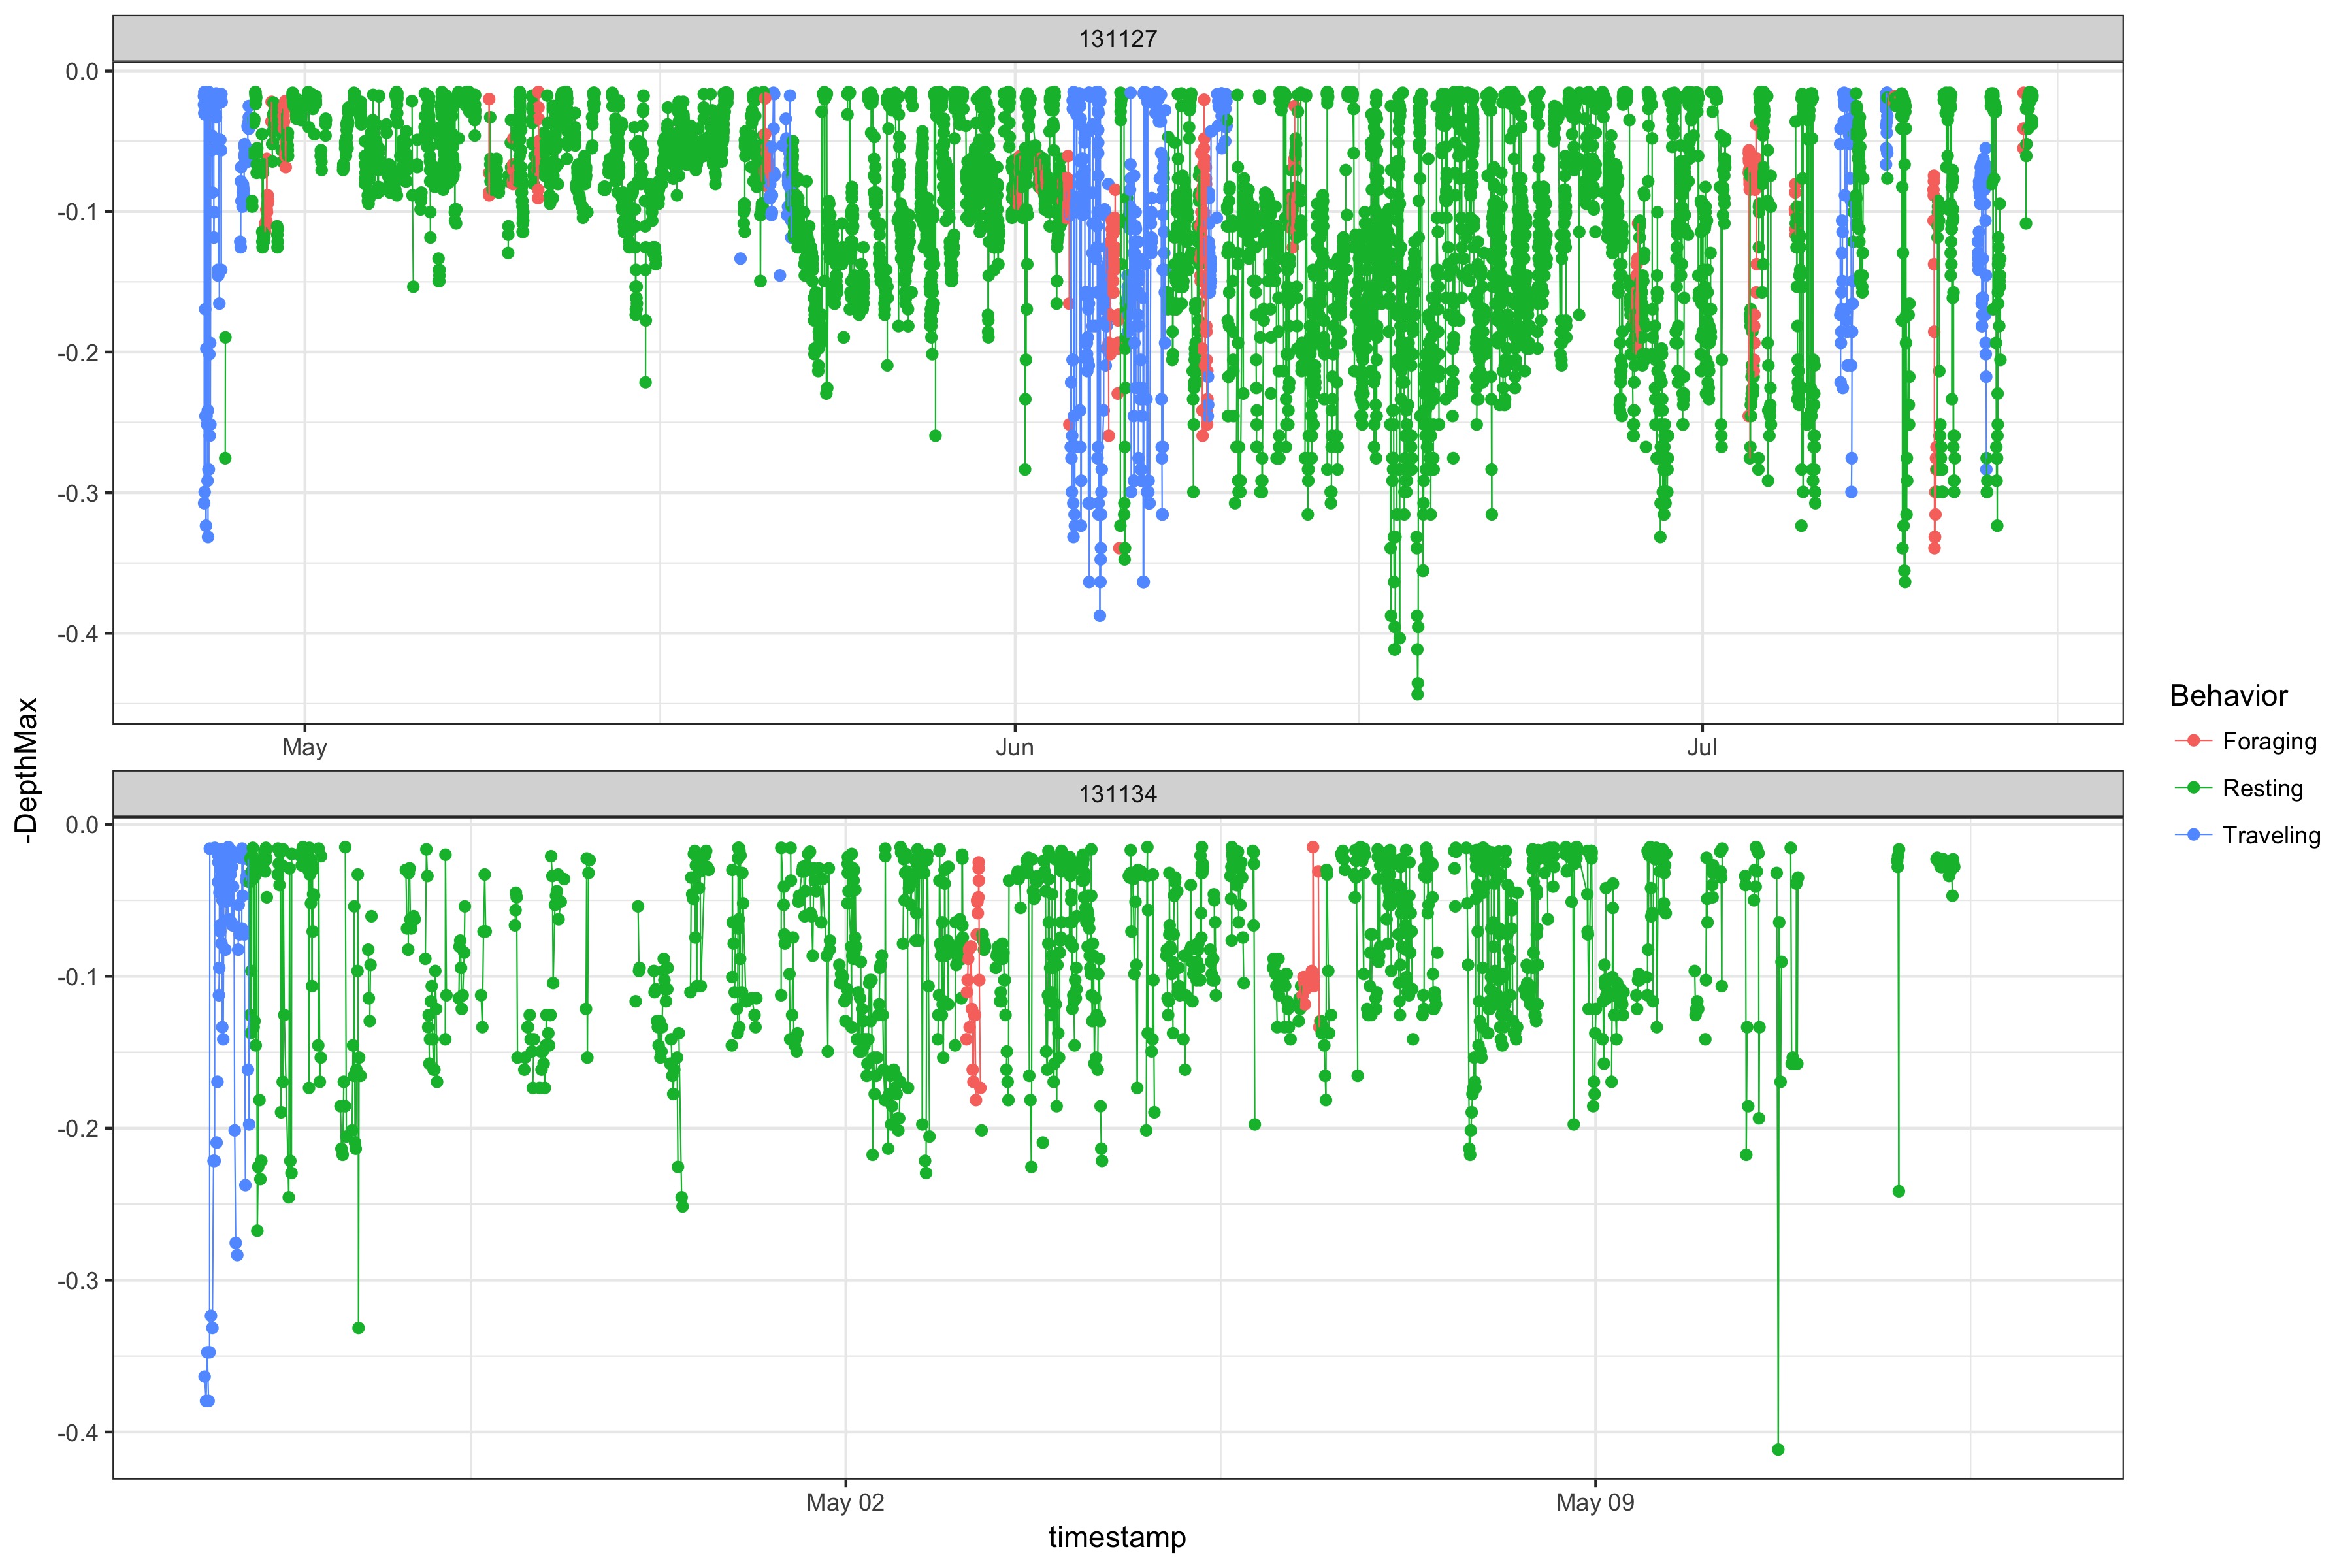 131127
0.0
-0.1
-0.2
-0.3
-0.4
May Jun Jul
-DepthMax
131134
0.0
-0.1
-0.2
-0.3
-0.4
May 02 May 09
timestamp
Behavior
Foraging
Resting
Traveling